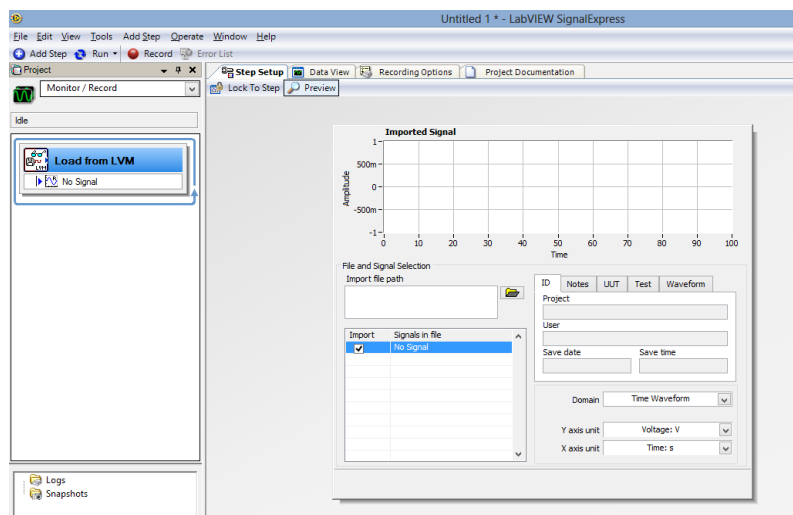 Untitled 1 * - LabVIEW SignalExpress
File Edit View Tools Add Step Operate Window Help
Add Step Run Record Error List
Project
Step Setup Data View Recording Options Project Documentation
Monitor / Record
Lock To Step Preview
Idle
Load from LVM
No Signal
Logs
Snapshots
Imported Signal
Amplitude
1
500m
0
-500m
-1
0 10 20 30 40 50 60 70 80 90 100
Time
File and Signal Selection
Import file path
Import Signals in file
No Signal
ID Notes UUT Test Waveform
Project
User
Save date Save time
Domain Time Waveform
Y axis unit Voltage: V
X axis unit Time: s